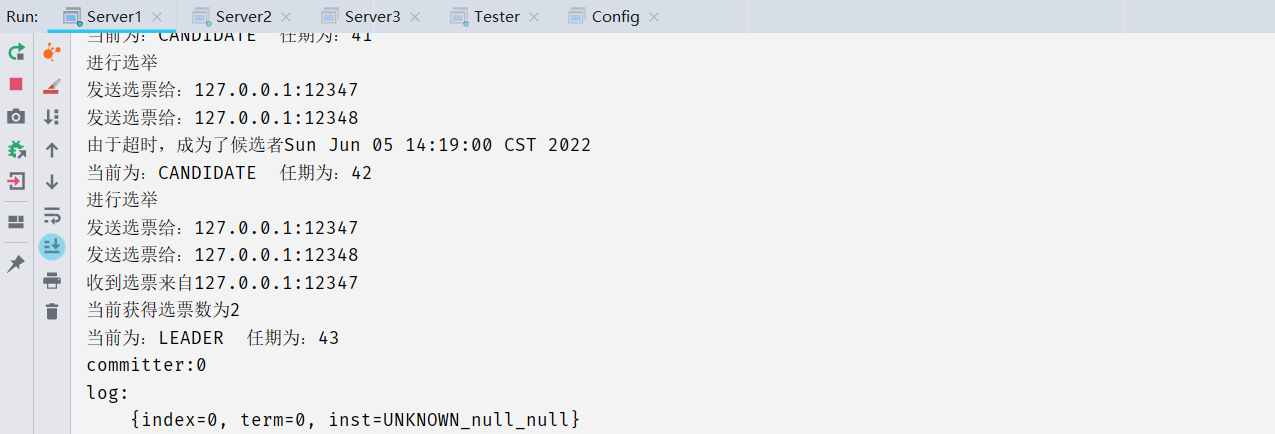 Run: Server1 Server2 Server3 Tester Config
当前为：CANDIDATE 任期为：41
进行选举
发送选票给：127.0.0.1:12347
发送选票给：127.0.0.1:12348
由于超时，成为了候选者Sun Jun 05 14:19:00 CST 2022
当前为：CANDIDATE 任期为：42
进行选举
发送选票给：127.0.0.1:12347
发送选票给：127.0.0.1:12348
收到选票来自127.0.0.1:12347
当前获得选票数为2
当前为：LEADER 任期为：43
committer:0
log:
{index=0, term=0, inst=UNKNOWN_null_null}